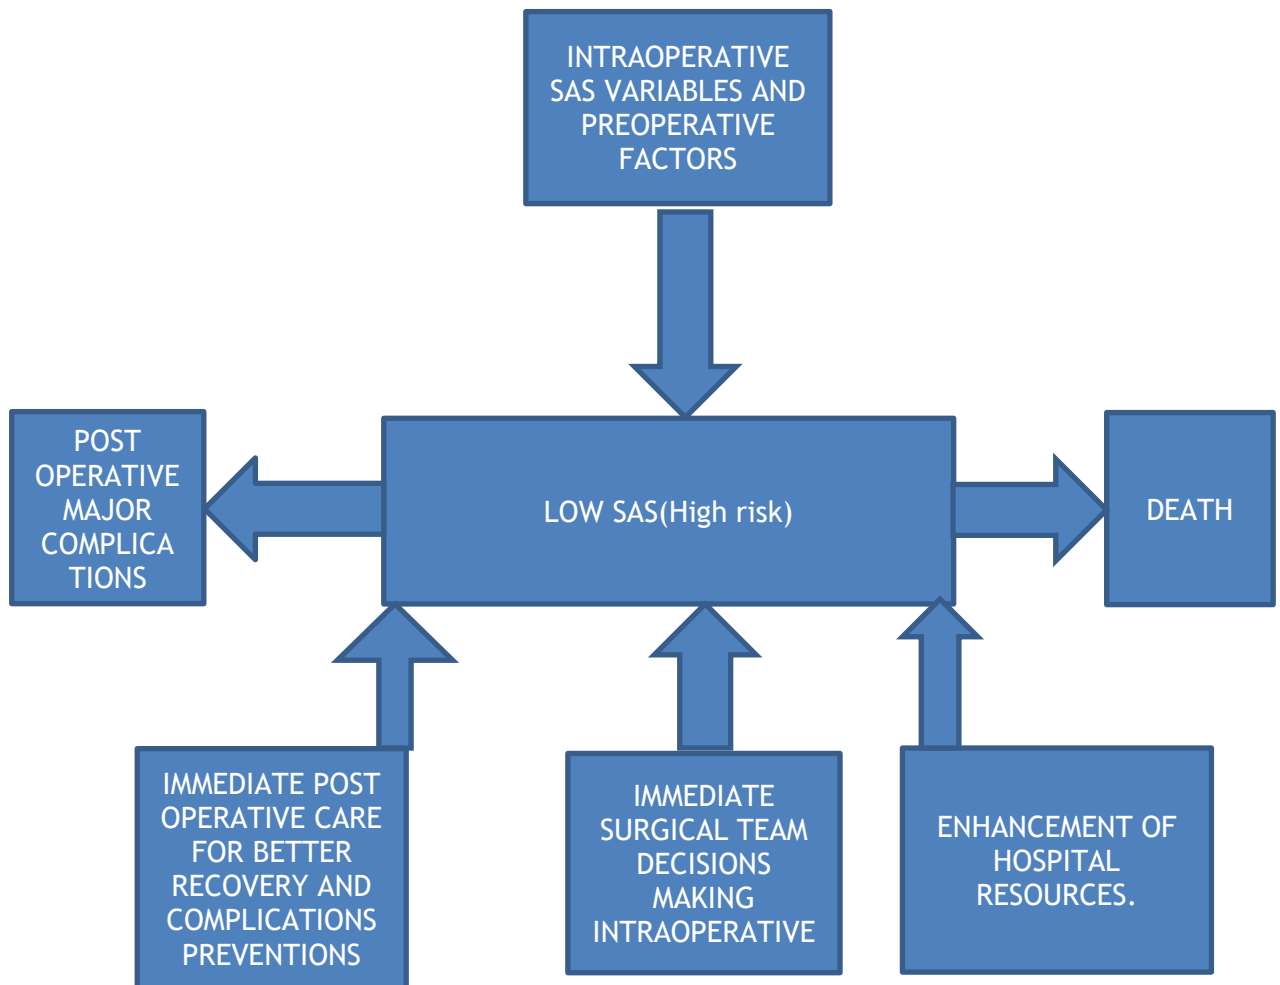 INTRAOPERATIVE
SAS VARIABLES AND
PREOPERATIVE
FACTORS
POST
OPERATIVE
MAJOR
COMPLICA
TIONS
LOW SAS(High risk)
DEATH
IMMEDIATE POST
OPERATIVE CARE
FOR BETTER
RECOVERY AND
COMPLICATIONS
PREVENTIONS
IMMEDIATE
SURGICAL TEAM
DECISIONS
MAKING
INTRAOPERATIVE
ENHANCEMENT OF
HOSPITAL
RESOURCES.